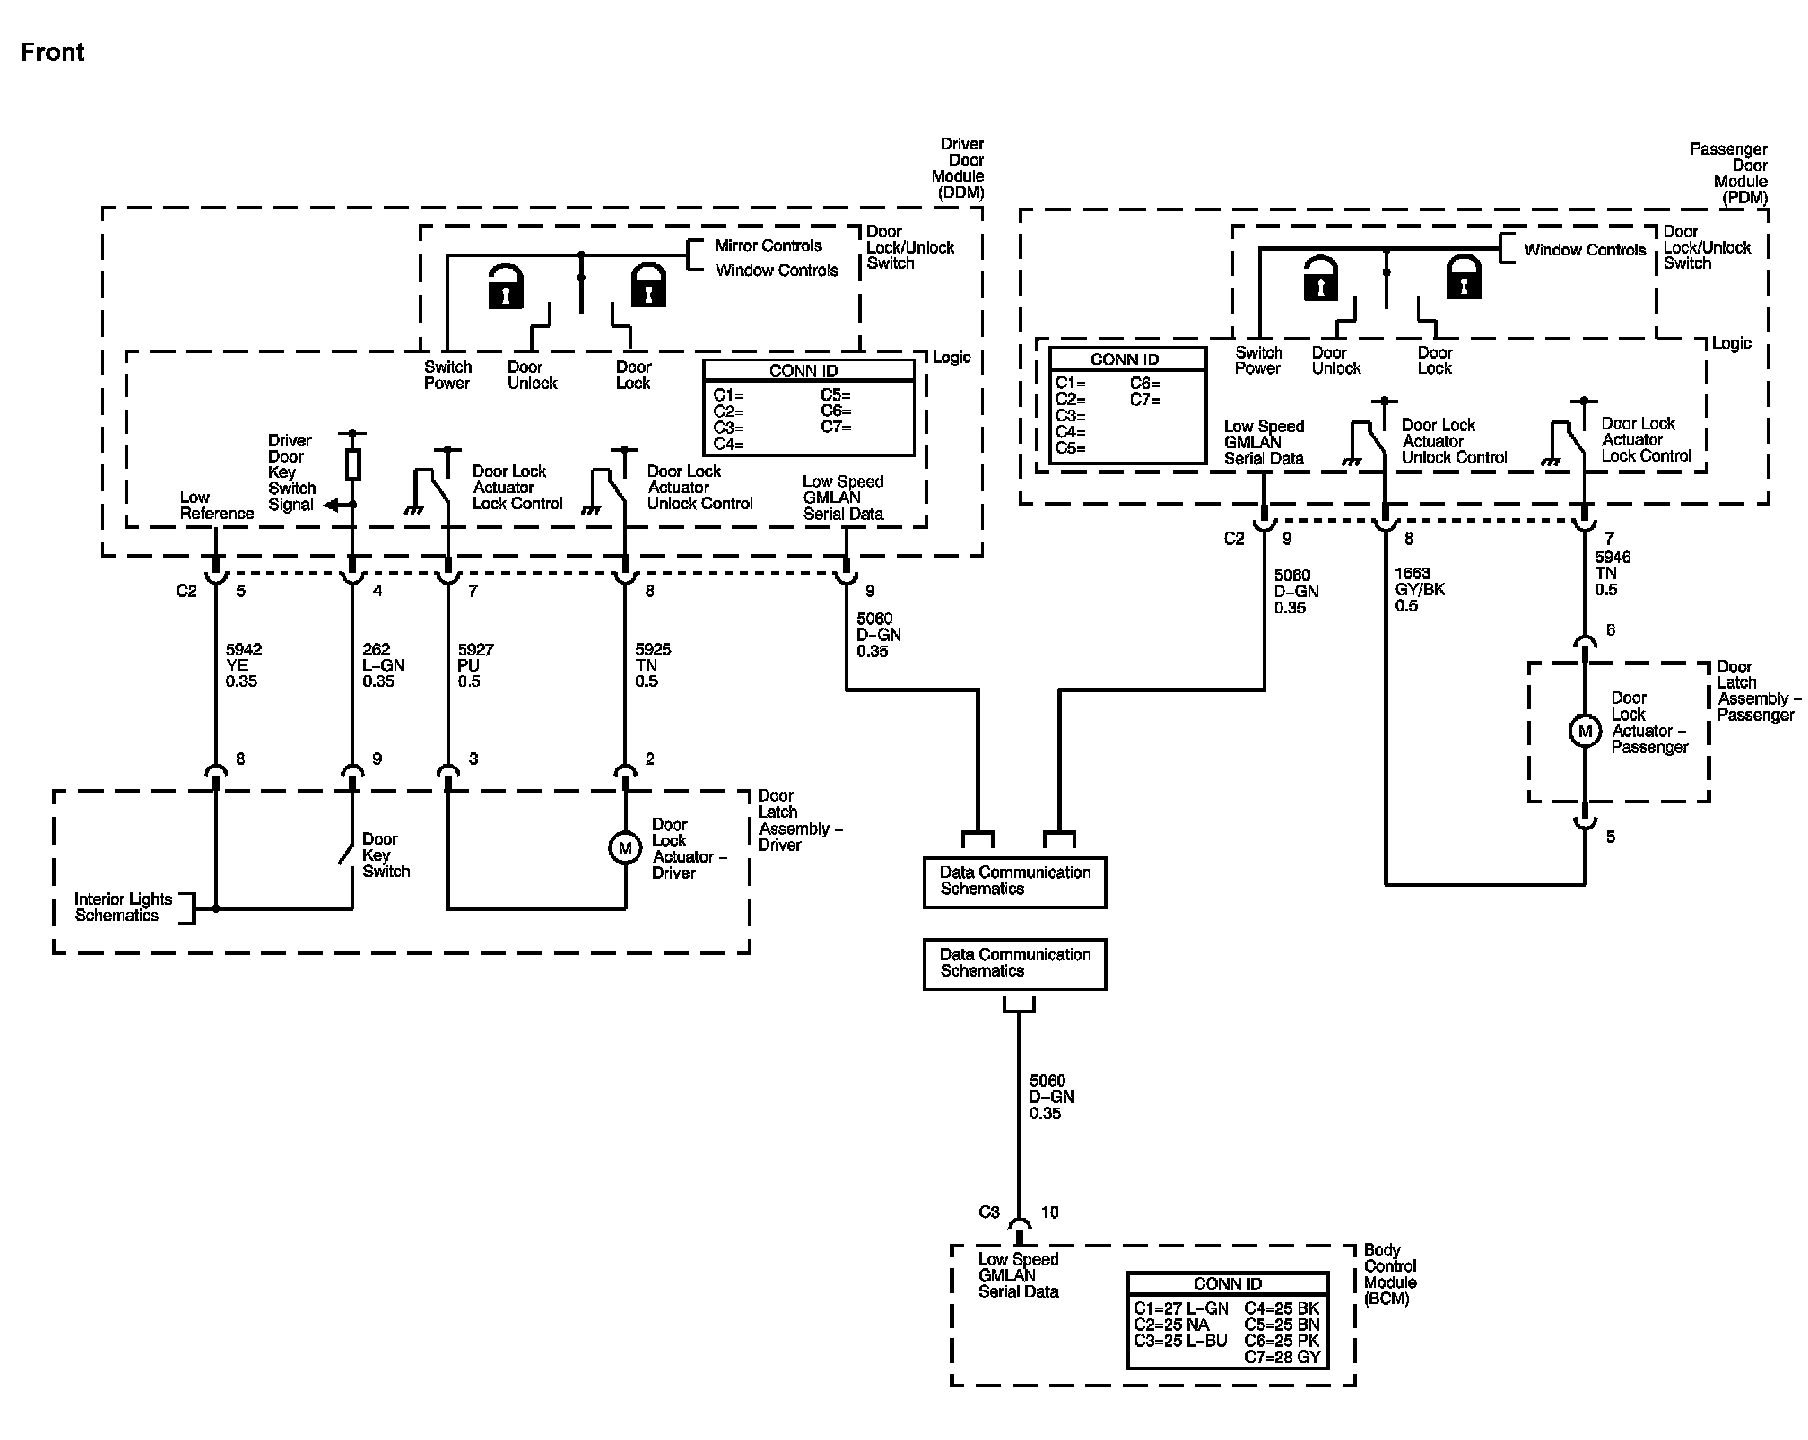 Front
Driver
Door
Module
(DDM)
Door
Lock/Unlock
Switch
Mirror Controls
Window Controls
Switch
Power
Door
Unlock
Door
Lock
Logic
CONN ID
C1=
C2=
C3=
C4=
C5=
C6=
C7=
Driver
Door
Key
Switch
Signal
Low
Reference
Door Lock
Actuator
Lock Control
Door Lock
Actuator
Unlock Control
Low Speed
GMLAN
Serial Data
C2
5
4
7
8
9
5942
YE
0.35
262
L-GN
0.35
5927
PU
0.5
5925
TN
0.5
5060
D-GN
0.35
8
9
3
2
Door
Latch
Assembly –
Driver
Door
Key
Switch
M
Door
Lock
Actuator –
Driver
Interior Lights
Schematics
Passenger
Door
Module
(PDM)
Door
Lock/Unlock
Switch
Window Controls
Switch
Power
Door
Unlock
Door
Lock
Logic
CONN ID
C1=
C2=
C3=
C4=
C5=
C6=
C7=
Low Speed
GMLAN
Serial Data
Door Lock
Actuator
Unlock Control
Door Lock
Actuator
Lock Control
C2
9
8
7
5060
D-GN
0.35
1663
GY/BK
0.5
5946
TN
0.5
6
Door
Latch
Assembly –
Passenger
M
Door
Lock
Actuator –
Passenger
5
Data Communication
Schematics
Data Communication
Schematics
5060
D-GN
0.35
C3
10
Low Speed
GMLAN
Serial Data
Body
Control
Module
(BCM)
CONN ID
C1=27 L-GN
C2=25 NA
C3=25 L-BU
C4=25 BK
C5=25 BN
C6=25 PK
C7=28 GY